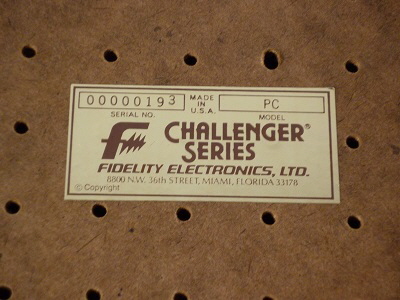 00000193 MADE IN U.S.A. PC
SERIAL NO. MODEL
CHALLENGER®
SERIES
FIDELITY ELECTRONICS, LTD.
8800 N.W. 36th STREET, MIAMI, FLORIDA 33178
© Copyright